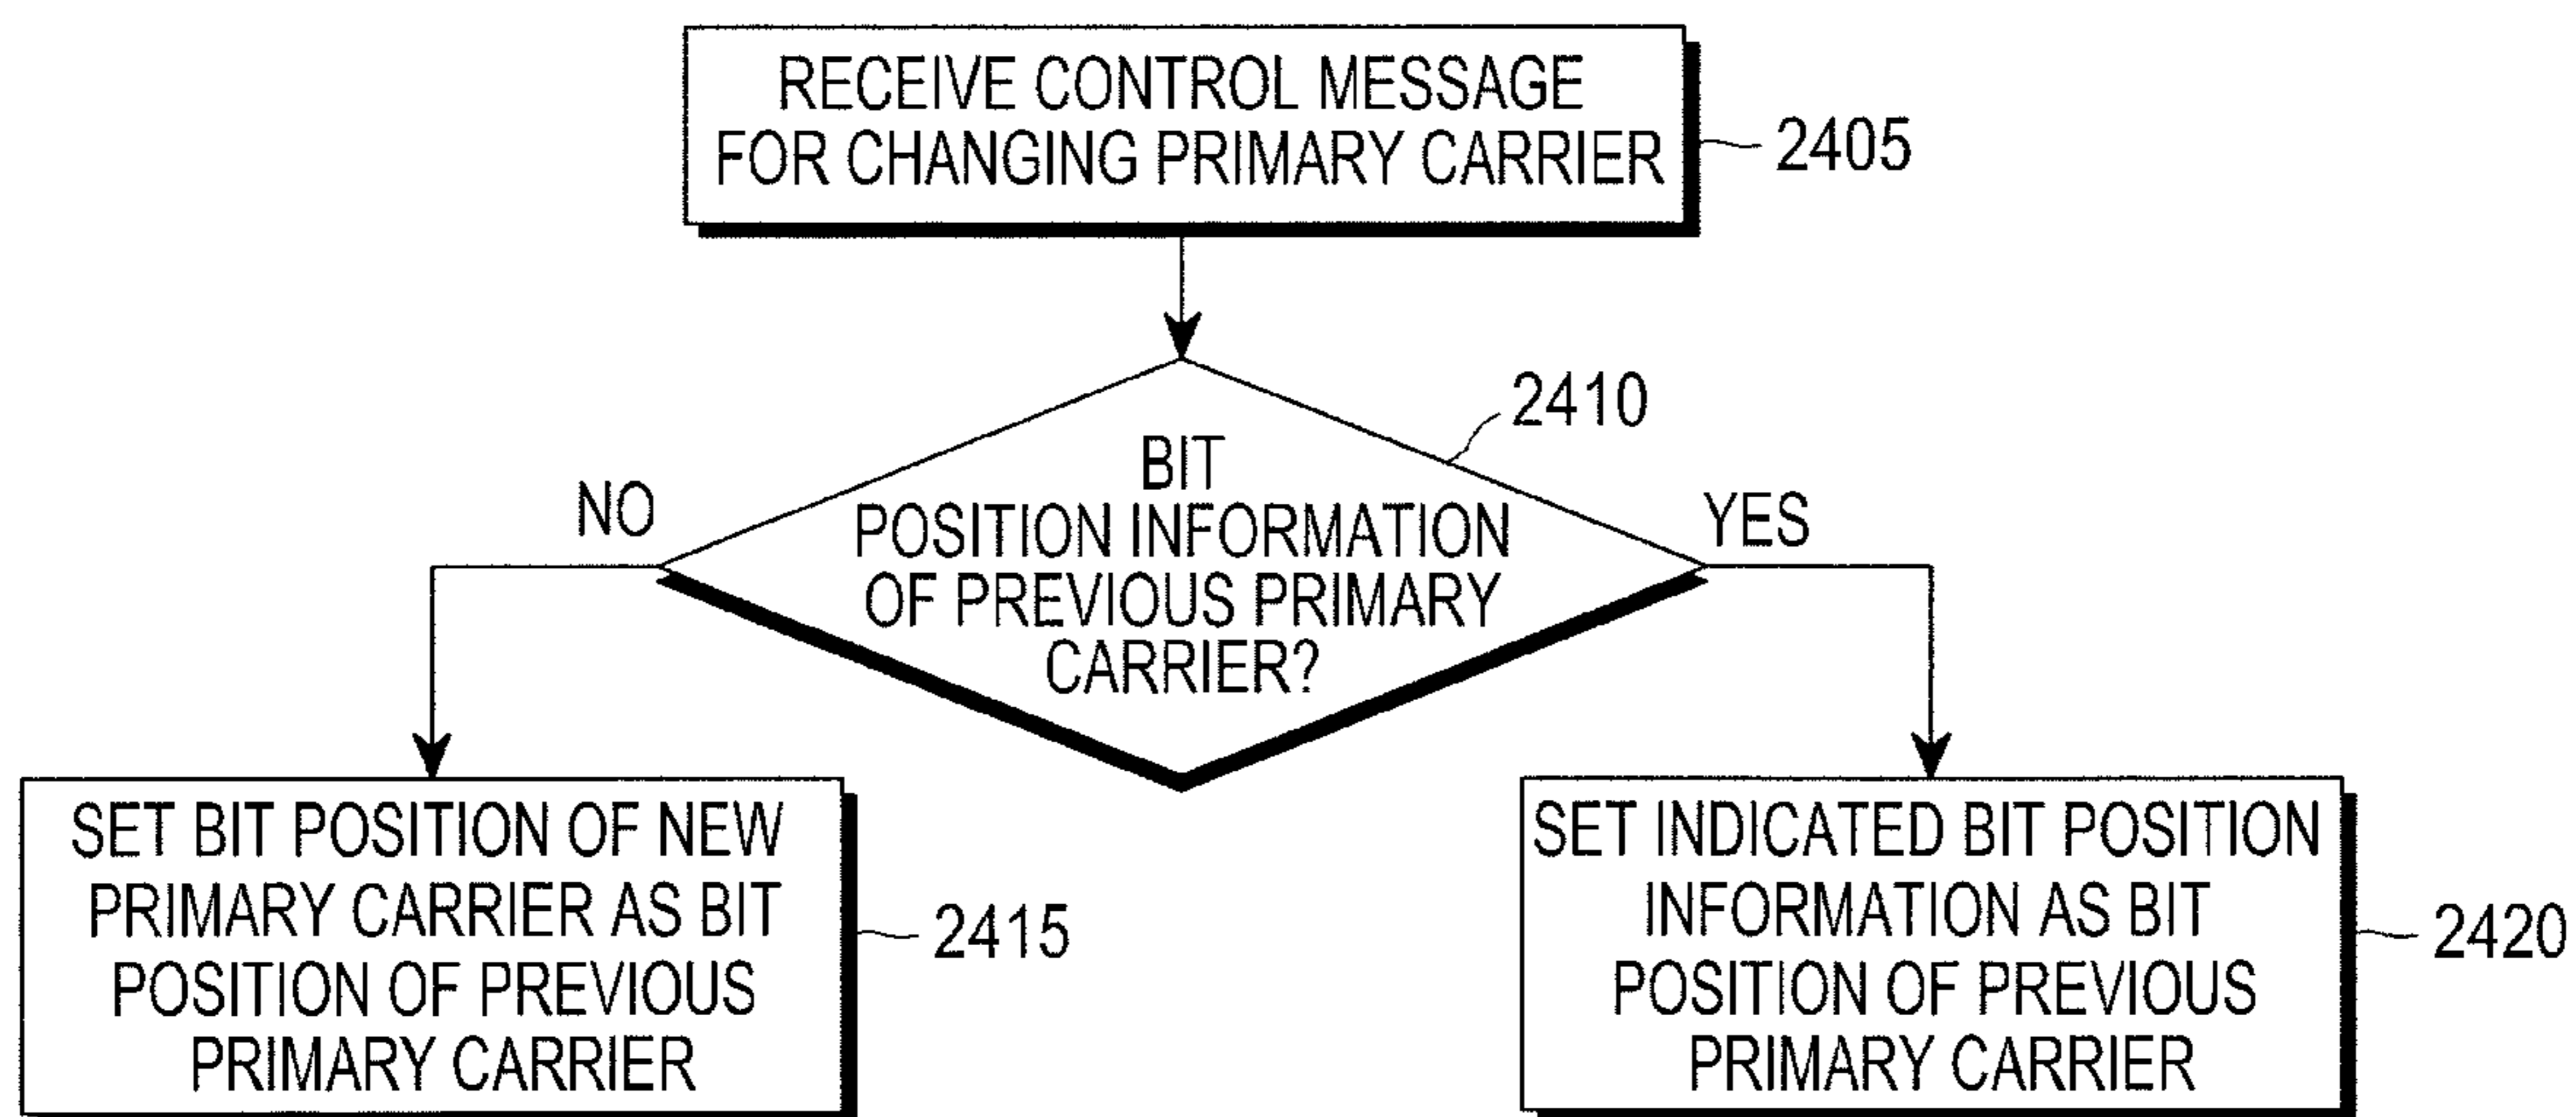 RECEIVE CONTROL MESSAGE
FOR CHANGING PRIMARY CARRIER
2405
2410
BIT
POSITION INFORMATION
OF PREVIOUS PRIMARY
CARRIER?
NO
YES
SET BIT POSITION OF NEW
PRIMARY CARRIER AS BIT
POSITION OF PREVIOUS
PRIMARY CARRIER
2415
SET INDICATED BIT POSITION
INFORMATION AS BIT
POSITION OF PREVIOUS
PRIMARY CARRIER
2420